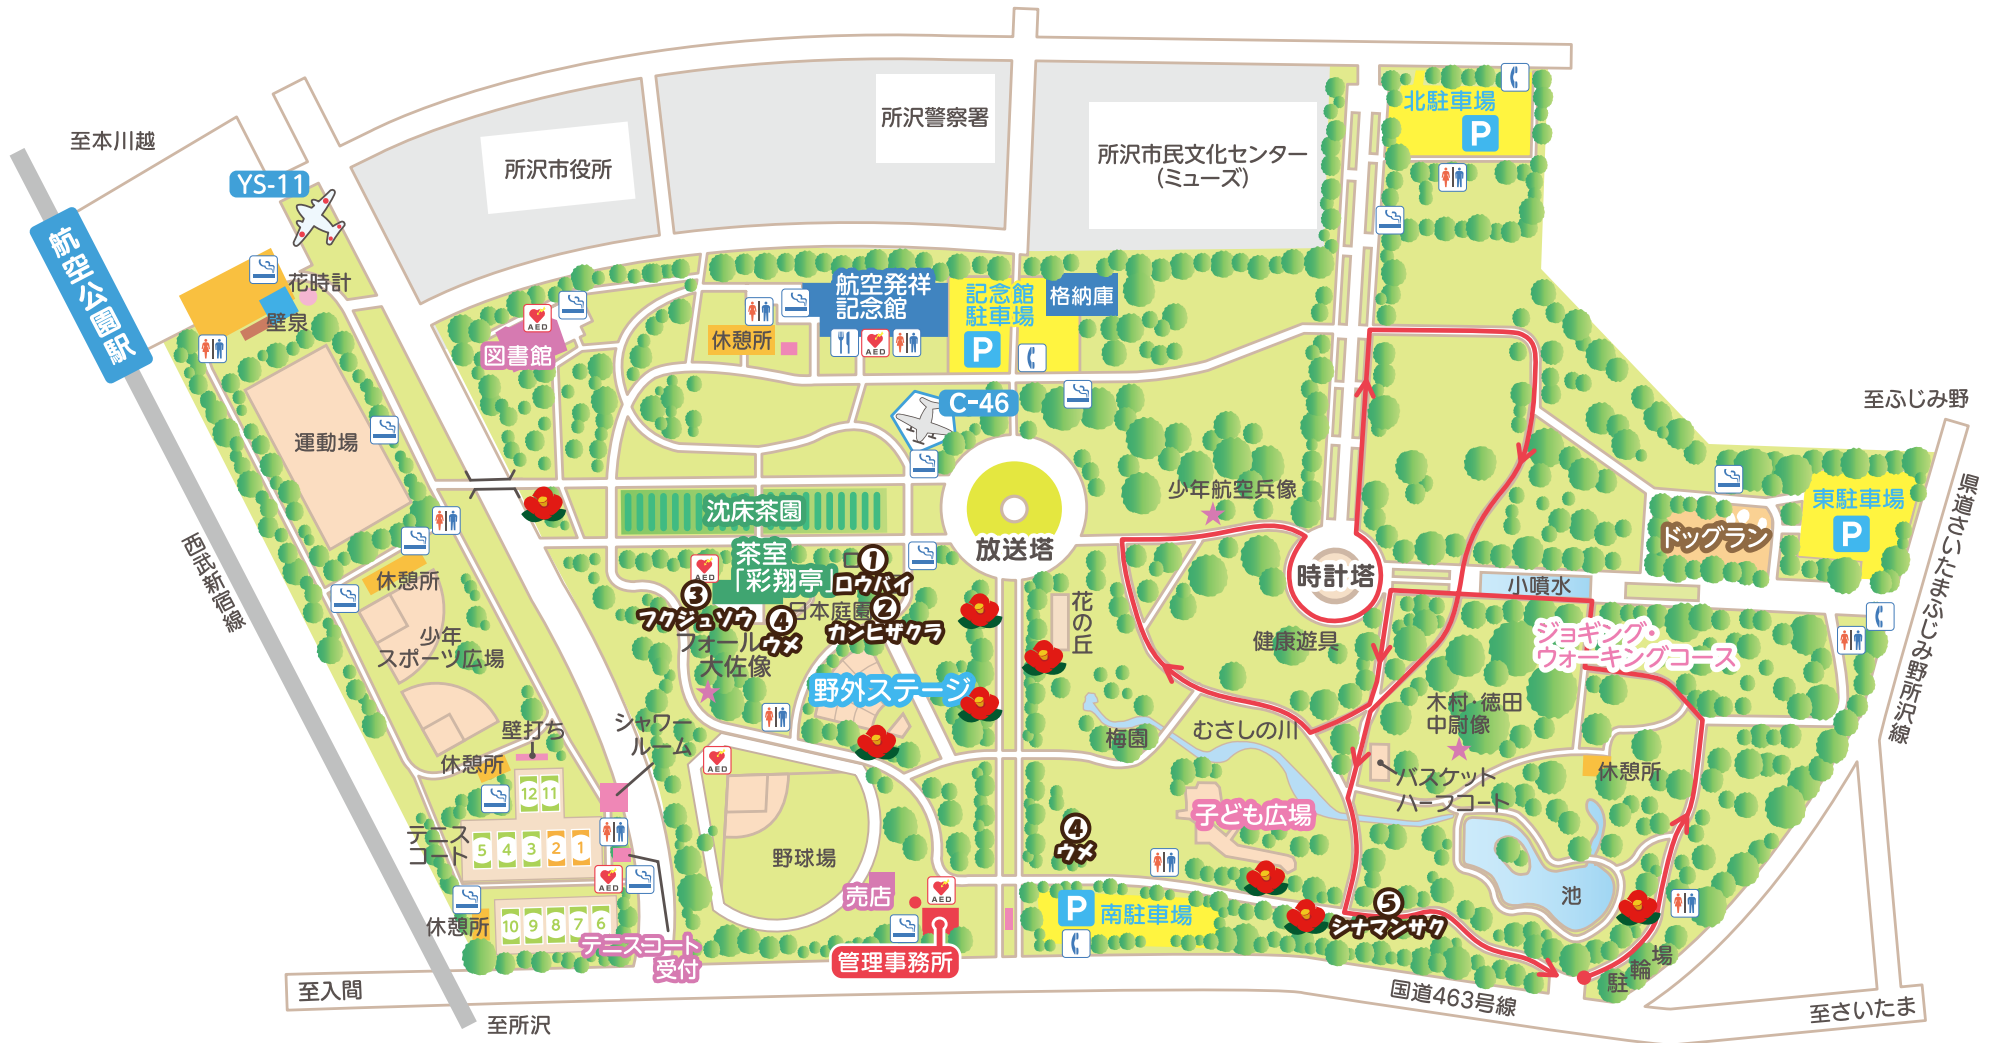 至本川越
YS-11
航空公園駅
花時計
壁泉
所沢市役所
所沢警察署
所沢市民文化センター
(ミューズ)
北駐車場
P
図書館
AED
休憩所
航空発祥
記念館
AED
記念館
駐車場
P
格納庫
C-46
運動場
至ふじみ野
県道さいたまふじみ野所沢線
東駐車場
P
ドッグラン
少年航空兵像
沈床茶園
放送塔
時計塔
小噴水
茶室
「彩翔亭」
AED
①
ロウバイ
②
カンヒザクラ
③
フクジュソウ
④
ウメ
日本庭園
フォール
大佐像
花の丘
健康遊具
ジョギング・
ウォーキングコース
西武新宿線
休憩所
少年
スポーツ広場
野外ステージ
木村・徳田
中尉像
むさしの川
梅園
シャワー
ルーム
壁打ち
休憩所
AED
バスケット
ハーフコート
休憩所
12
11
テニス
コート
5
4
3
2
1
子ども広場
④
ウメ
野球場
AED
売店
AED
池
休憩所
10
9
8
7
6
テニスコート
受付
管理事務所
P
南駐車場
⑤
シナマンサク
駐輪場
至入間
至所沢
国道463号線
至さいたま